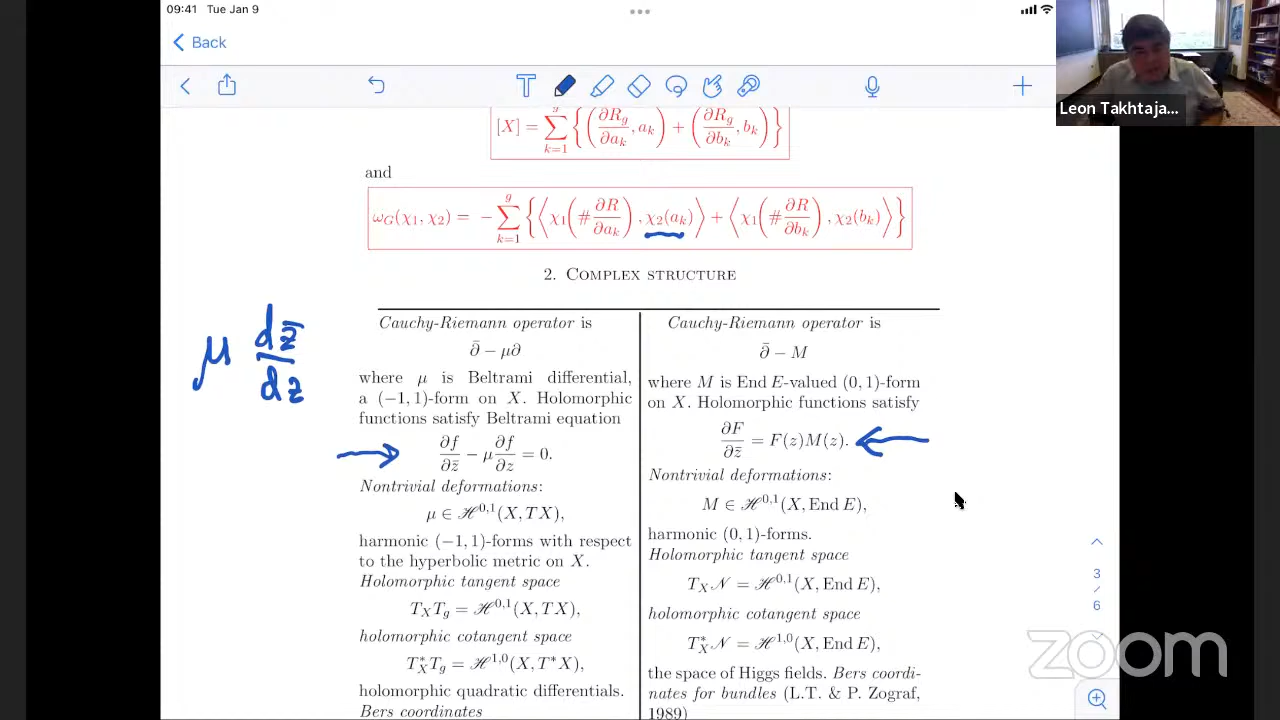 09:41 Tue Jan 9
Back
Leon Takhtaja...
[X] = \sum_{k=1}^{g} { ( ∂R_g/∂a_k , a_k ) + ( ∂R_g/∂b_k , b_k ) }
and
ω_G(χ_1, χ_2) = − \sum_{k=1}^{g} { ⟨ χ_1 ( # ∂R/∂a_k ) , χ_2(a_k) ⟩ + ⟨ χ_1 ( # ∂R/∂b_k ) , χ_2(b_k) ⟩ }
2. Complex structure
μ dz̄/dz
Cauchy-Riemann operator is
∂̄ − μ∂
where μ is Beltrami differential,
a (−1, 1)-form on X. Holomorphic
functions satisfy Beltrami equation
∂f/∂z̄ − μ ∂f/∂z = 0.
Nontrivial deformations:
μ ∈ ℋ^{0,1}(X, TX),
harmonic (−1, 1)-forms with respect
to the hyperbolic metric on X.
Holomorphic tangent space
T_X T_g = ℋ^{0,1}(X, TX),
holomorphic cotangent space
T*_X T_g = ℋ^{1,0}(X, T*X),
holomorphic quadratic differentials.
Bers coordinates
Cauchy-Riemann operator is
∂̄ − M
where M is End E-valued (0, 1)-form
on X. Holomorphic functions satisfy
∂F/∂z̄ = F(z)M(z).
Nontrivial deformations:
M ∈ ℋ^{0,1}(X, End E),
harmonic (0, 1)-forms.
Holomorphic tangent space
T_X 𝒩 = ℋ^{0,1}(X, End E),
holomorphic cotangent space
T*_X 𝒩 = ℋ^{1,0}(X, End E),
the space of Higgs fields. Bers coordi-
nates for bundles (L.T. & P. Zograf,
1989)
3
/
6
zoom